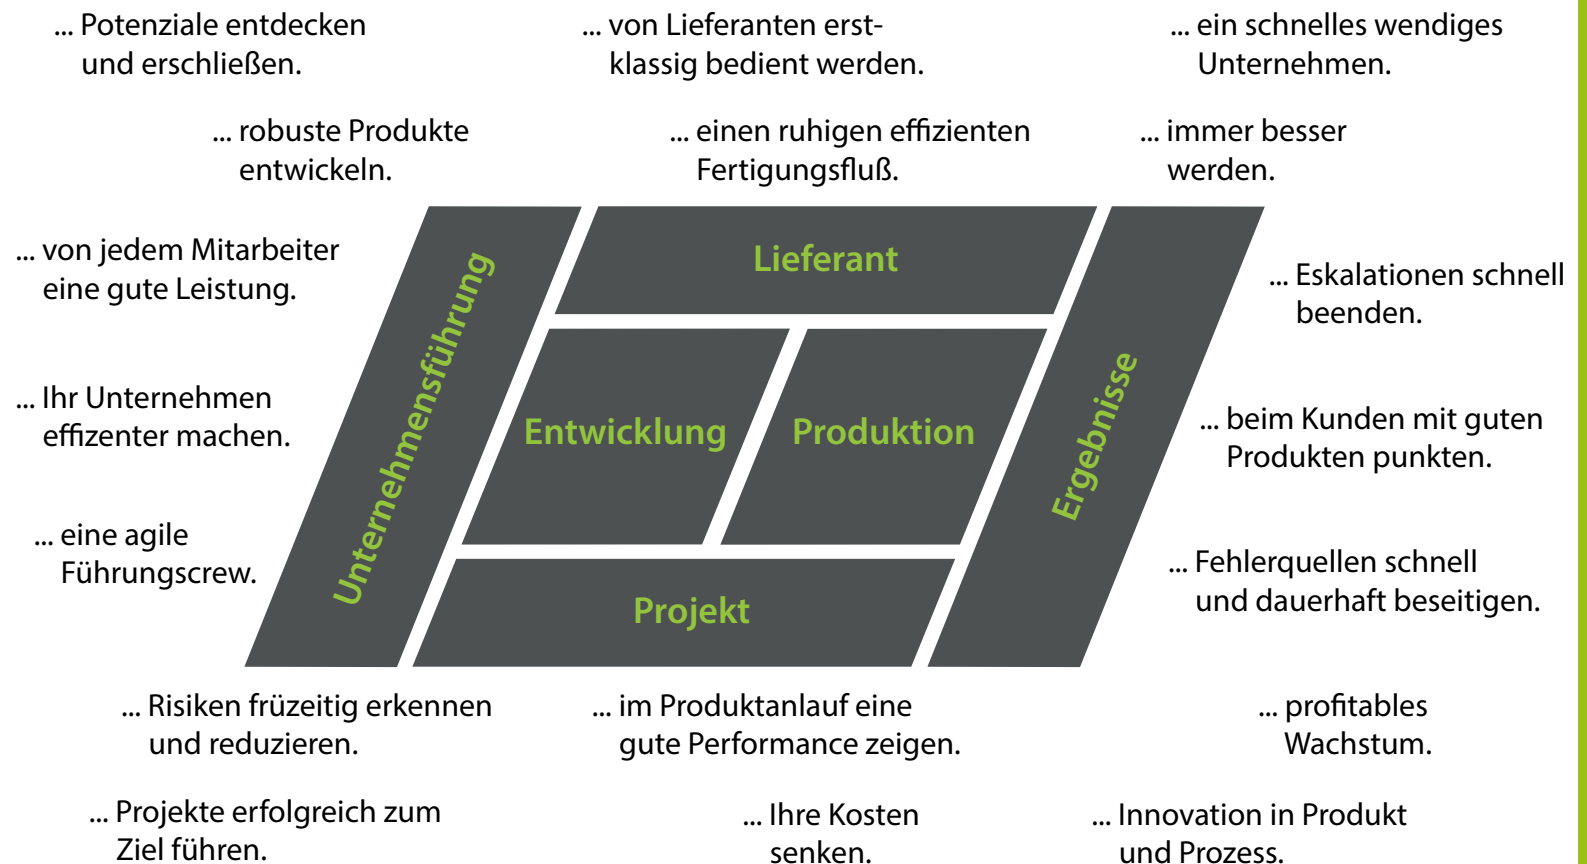 ... Potenziale entdecken
und erschließen.
... von Lieferanten erst-
klassig bedient werden.
... ein schnelles wendiges
Unternehmen.
... robuste Produkte
entwickeln.
... einen ruhigen effizienten
Fertigungsfluß.
... immer besser
werden.
... von jedem Mitarbeiter
eine gute Leistung.
Lieferant
... Eskalationen schnell
beenden.
Unternehmensführung
... Ihr Unternehmen
effizenter machen.
Entwicklung
Produktion
Ergebnisse
... beim Kunden mit guten
Produkten punkten.
... eine agile
Führungscrew.
Projekt
... Fehlerquellen schnell
und dauerhaft beseitigen.
... Risiken früzeitig erkennen
und reduzieren.
... im Produktanlauf eine
gute Performance zeigen.
... profitables
Wachstum.
... Projekte erfolgreich zum
Ziel führen.
... Ihre Kosten
senken.
... Innovation in Produkt
und Prozess.